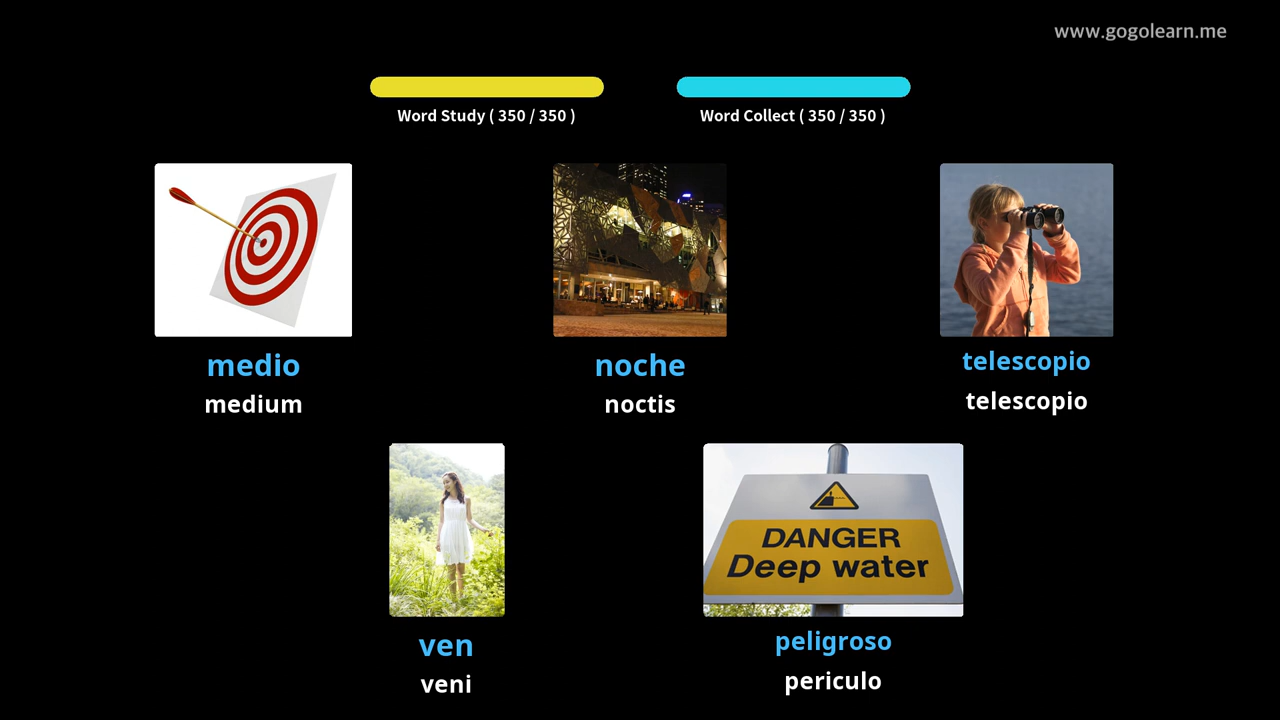 www.gogolearn.me
Word Study ( 350 / 350 )
Word Collect ( 350 / 350 )
medio
medium
noche
noctis
telescopio
telescopio
DANGER
Deep water
ven
veni
peligroso
periculo